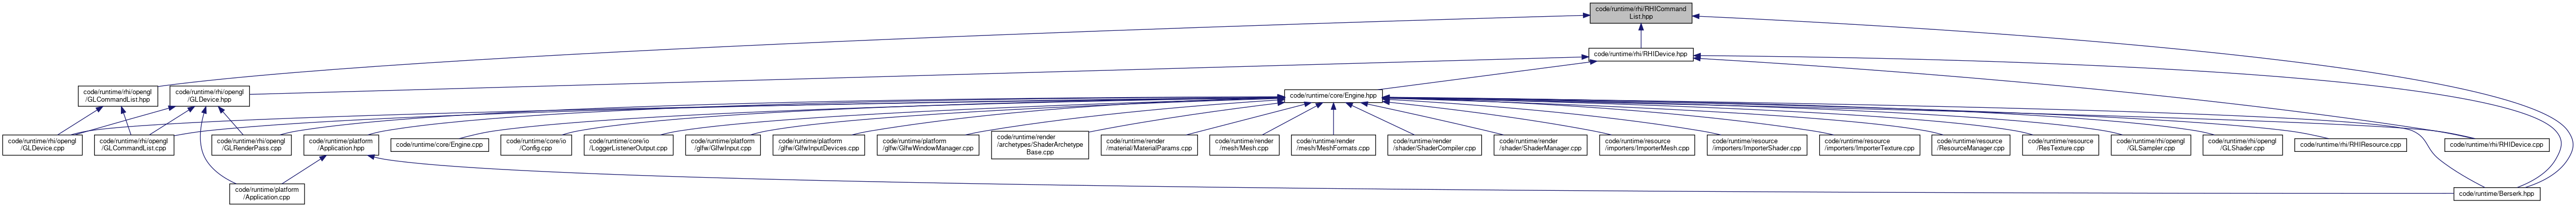 code/runtime/rhi/RHICommand
List.hpp
code/runtime/rhi/RHIDevice.hpp
code/runtime/rhi/opengl
/GLCommandList.hpp
code/runtime/rhi/opengl
/GLDevice.hpp
code/runtime/core/Engine.hpp
code/runtime/rhi/opengl
/GLDevice.cpp
code/runtime/rhi/opengl
/GLCommandList.cpp
code/runtime/rhi/opengl
/GLRenderPass.cpp
code/runtime/platform
/Application.hpp
code/runtime/core/Engine.cpp
code/runtime/core/io
/Config.cpp
code/runtime/core/io
/LoggerListenerOutput.cpp
code/runtime/platform
/glfw/GlfwInput.cpp
code/runtime/platform
/glfw/GlfwInputDevices.cpp
code/runtime/platform
/glfw/GlfwWindowManager.cpp
code/runtime/render
/archetypes/ShaderArchetype
Base.cpp
code/runtime/render
/material/MaterialParams.cpp
code/runtime/render
/mesh/Mesh.cpp
code/runtime/render
/mesh/MeshFormats.cpp
code/runtime/render
/shader/ShaderCompiler.cpp
code/runtime/render
/shader/ShaderManager.cpp
code/runtime/resource
/importers/ImporterMesh.cpp
code/runtime/resource
/importers/ImporterShader.cpp
code/runtime/resource
/importers/ImporterTexture.cpp
code/runtime/resource
/ResourceManager.cpp
code/runtime/resource
/ResTexture.cpp
code/runtime/rhi/opengl
/GLSampler.cpp
code/runtime/rhi/opengl
/GLShader.cpp
code/runtime/rhi/RHIResource.cpp
code/runtime/rhi/RHIDevice.cpp
code/runtime/platform
/Application.cpp
code/runtime/Berserk.hpp